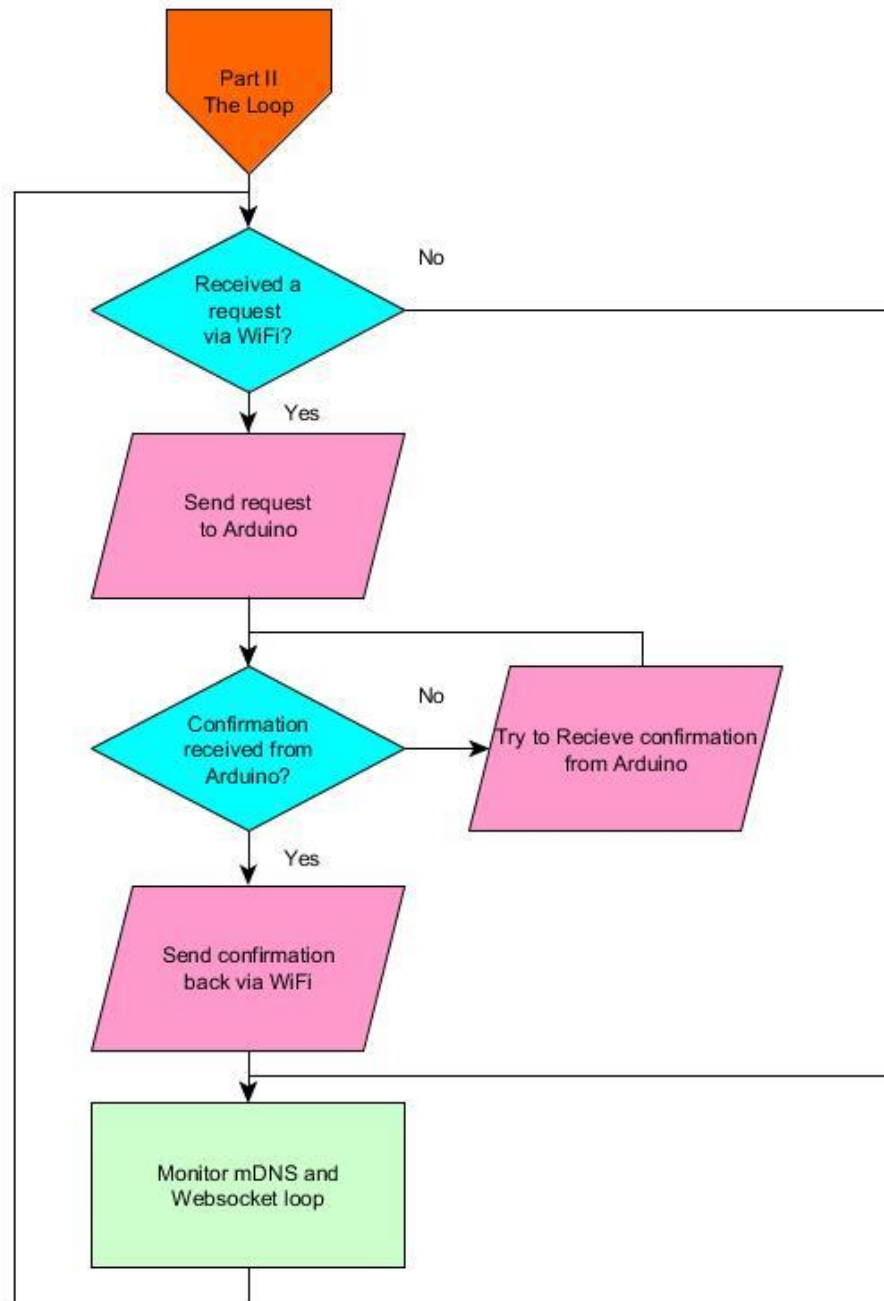 Part II
The Loop
No
Received a
request
via WiFi?
Yes
Send request
to Arduino
No
Confirmation
received from
Arduino?
Try to Recieve confirmation
from Arduino
Yes
Send confirmation
back via WiFi
Monitor mDNS and
Websocket loop